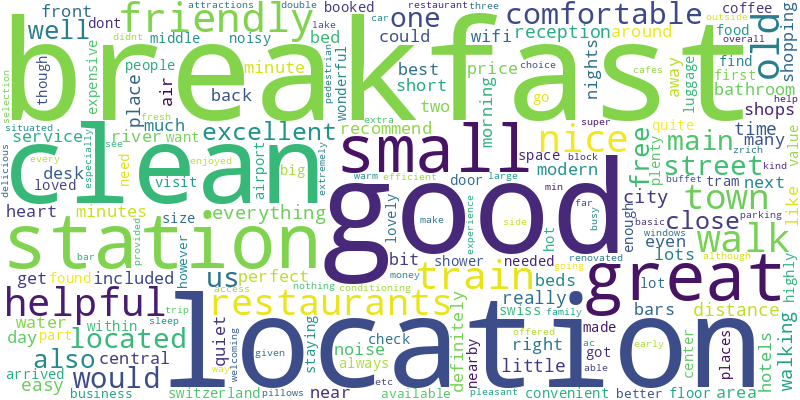 front
dont
friendly
attractions
double
lake
booked
car
restaurant
three
one
comfortable
outside
coffee
well
didnt
middle
noisy
bed
could
wifi
pedestrian
reception
around
food
overall
old
shopping
breakfast
selection
though
expensive
people
place
minute
air
back
wonderful
best
short
price
two
choice
cafes
nights
morning
go
away
find
first
bathroom
luggage
shops
help
situated
every
fresh
service
river
want
much
excellent
extra
recommend
super
quite
plenty
time
many
value
delicious
desk
loved
especially
see
need
visit
enjoyed
airport
big
extremely
clean
small
nice
space
block
modern
free
main
street
zrich
kind
heart
minutes
bar
provided
size
however
everything
warm
efficient
large
door
lovely
experience
hot
min
far
busy
enough
city
basic
buffet
tram
next
parking
like
town
station
good
us
perfect
bit
shower
make
needed
side
renovated
windows
close
even
although
lots
walk
get
found
included
trip
access
nothing
conditioning
money
train
really
beds
going
lot
great
bars
distance
highly
helpful
restaurants
swiss
offered
family
made
early
places
center
walking
water
within
sleep
located
way
quiet
welcoming
staying
noise
check
definitely
nearby
right
ac
got
day
part
also
central
given
always
little
able
hotels
arrived
easy
would
location
business
switzerland
pillows
near
etc
available
pleasant
convenient
better
floor
area